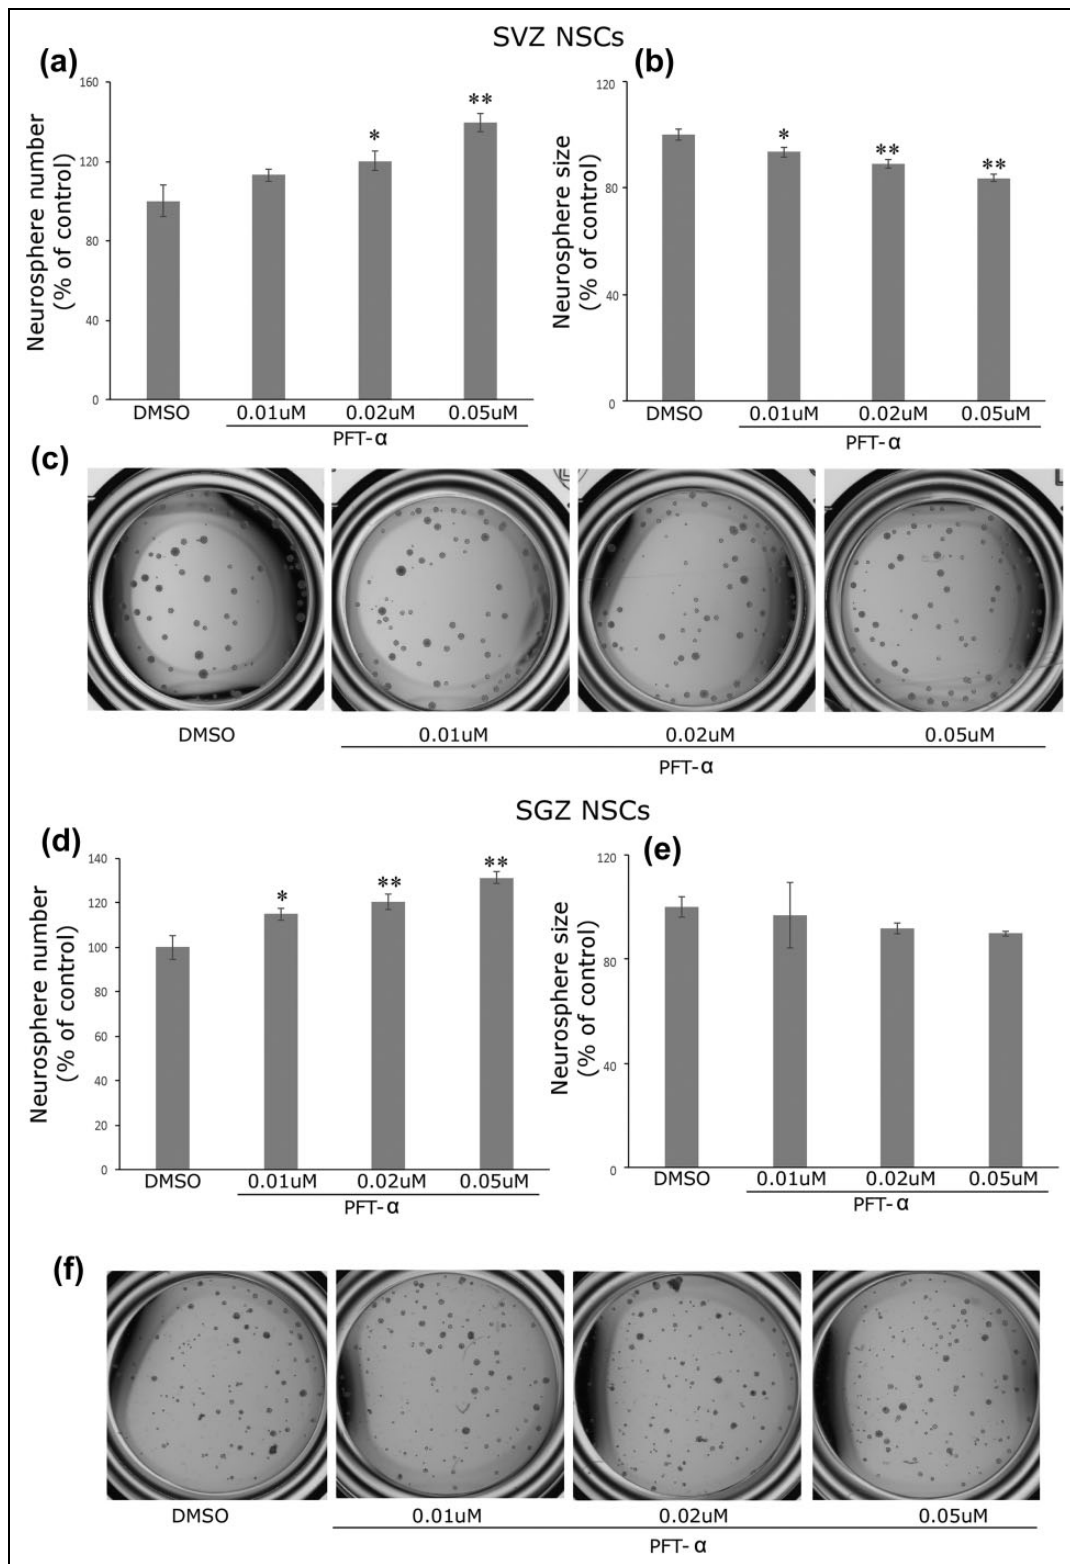 SVZ NSCs
(a)
Neurosphere number
(% of control)
160
120
80
40
0
*
**
DMSO 0.01uM 0.02uM 0.05uM
PFT-α
(b)
Neurosphere size
(% of control)
120
80
40
0
*
**
**
DMSO 0.01uM 0.02uM 0.05uM
PFT-α
(c)
DMSO 0.01uM 0.02uM 0.05uM
PFT-α
SGZ NSCs
(d)
Neurosphere number
(% of control)
140
120
100
80
60
40
20
0
*
**
**
DMSO 0.01uM 0.02uM 0.05uM
PFT-α
(e)
Neurosphere size
(% of control)
120
80
40
0
DMSO 0.01uM 0.02uM 0.05uM
PFT-α
(f)
DMSO 0.01uM 0.02uM 0.05uM
PFT-α